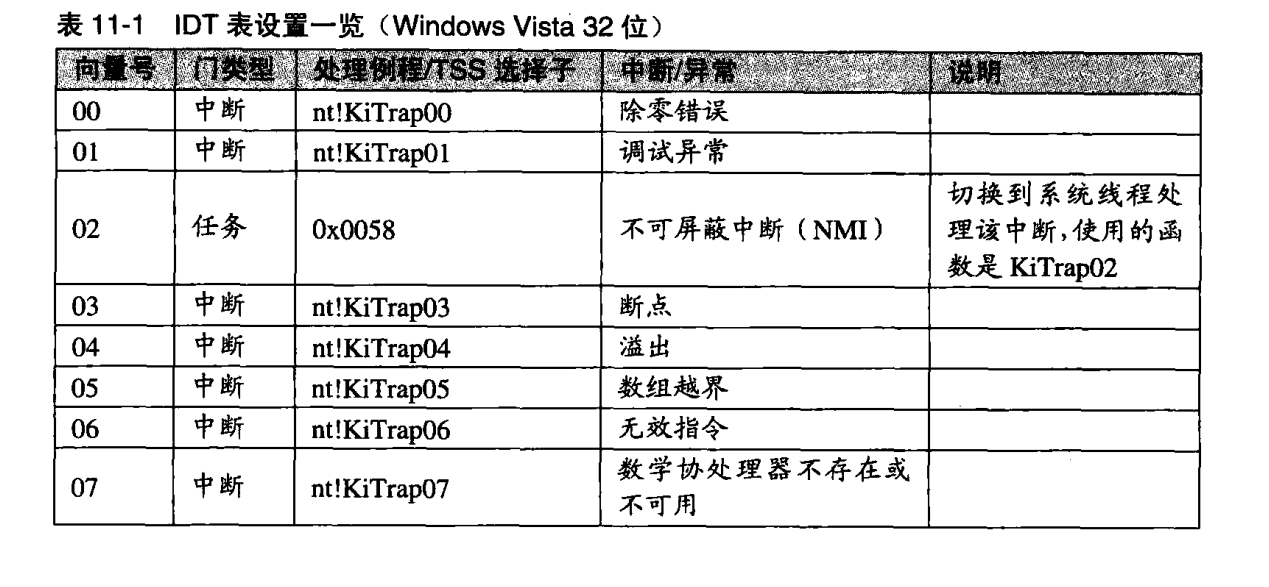 表 11-1 IDT 表设置一览（Windows Vista 32 位）
向量号 门类型 处理例程/TSS 选择子 中断/异常 说明
00 中断 nt!KiTrap00 除零错误
01 中断 nt!KiTrap01 调试异常
02 任务 0x0058 不可屏蔽中断（NMI） 切换到系统线程处
理该中断,使用的函
数是 KiTrap02
03 中断 nt!KiTrap03 断点
04 中断 nt!KiTrap04 溢出
05 中断 nt!KiTrap05 数组越界
06 中断 nt!KiTrap06 无效指令
07 中断 nt!KiTrap07 数学协处理器不存在或
不可用